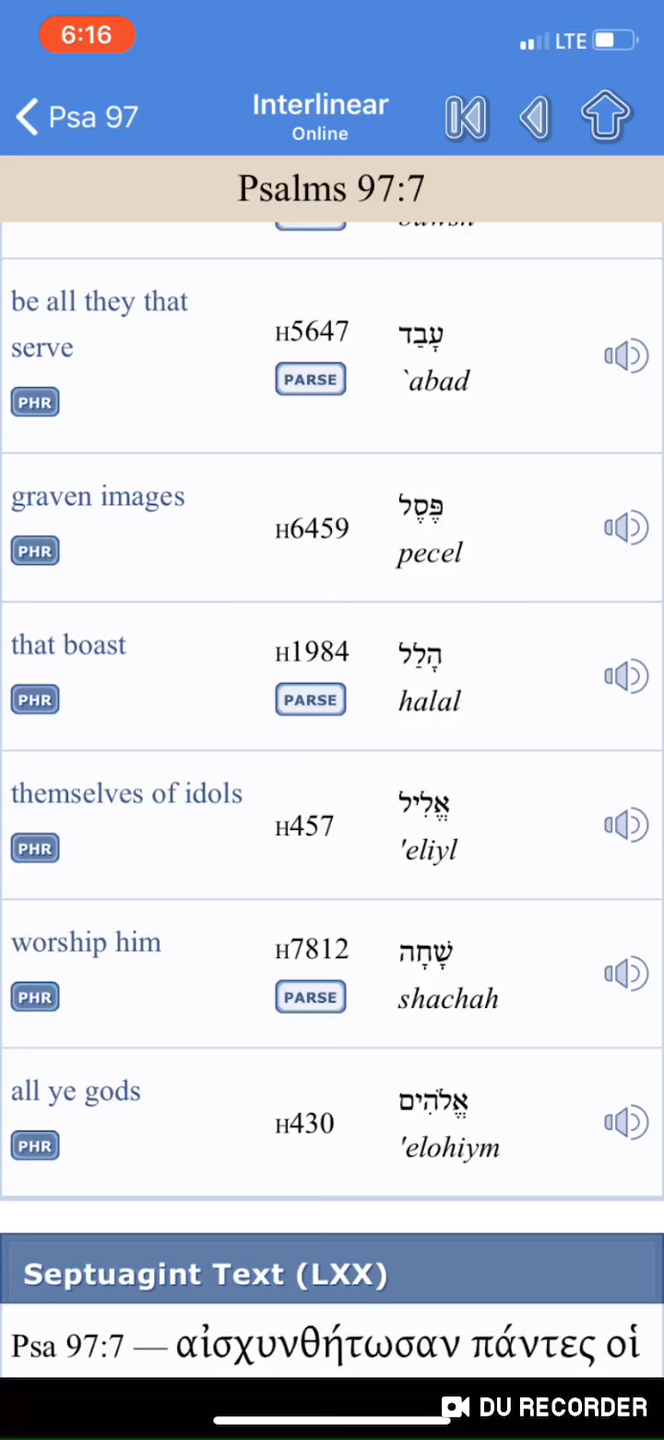 6:16
LTE
Psa 97
Interlinear
Online
Psalms 97:7
be all they that
serve
PHR
H5647
PARSE
עָבַד
`abad
graven images
PHR
H6459
פֶּסֶל
pecel
that boast
PHR
H1984
PARSE
הָלַל
halal
themselves of idols
PHR
H457
אֱלִיל
'eliyl
worship him
PHR
H7812
PARSE
שָׁחָה
shachah
all ye gods
PHR
H430
אֱלֹהִים
'elohiym
Septuagint Text (LXX)
Psa 97:7 — αἰσχυνθήτωσαν πάντες οἱ
DU RECORDER